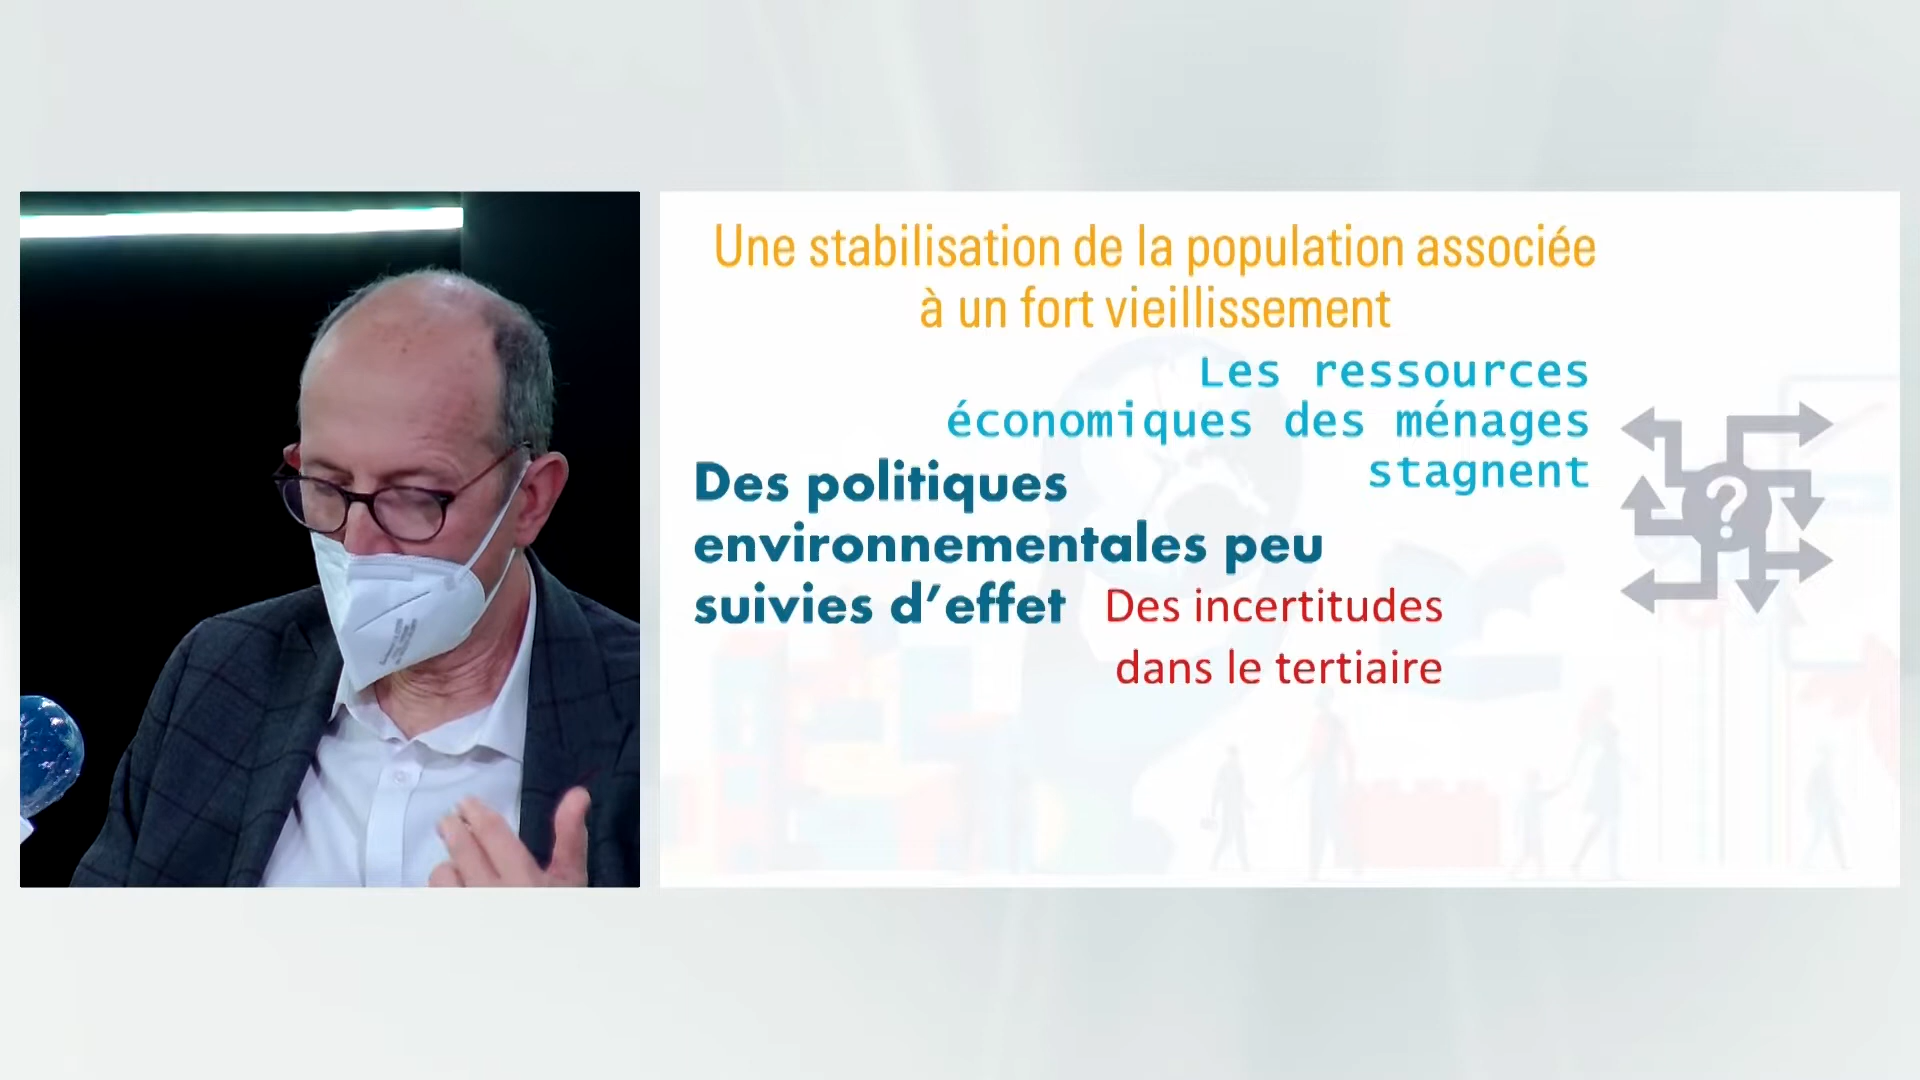 Une stabilisation de la population associée
à un fort vieillissement
Les ressources
économiques des ménages
stagnent
Des politiques
environnementales peu
suivies d’effet
Des incertitudes
dans le tertiaire
?